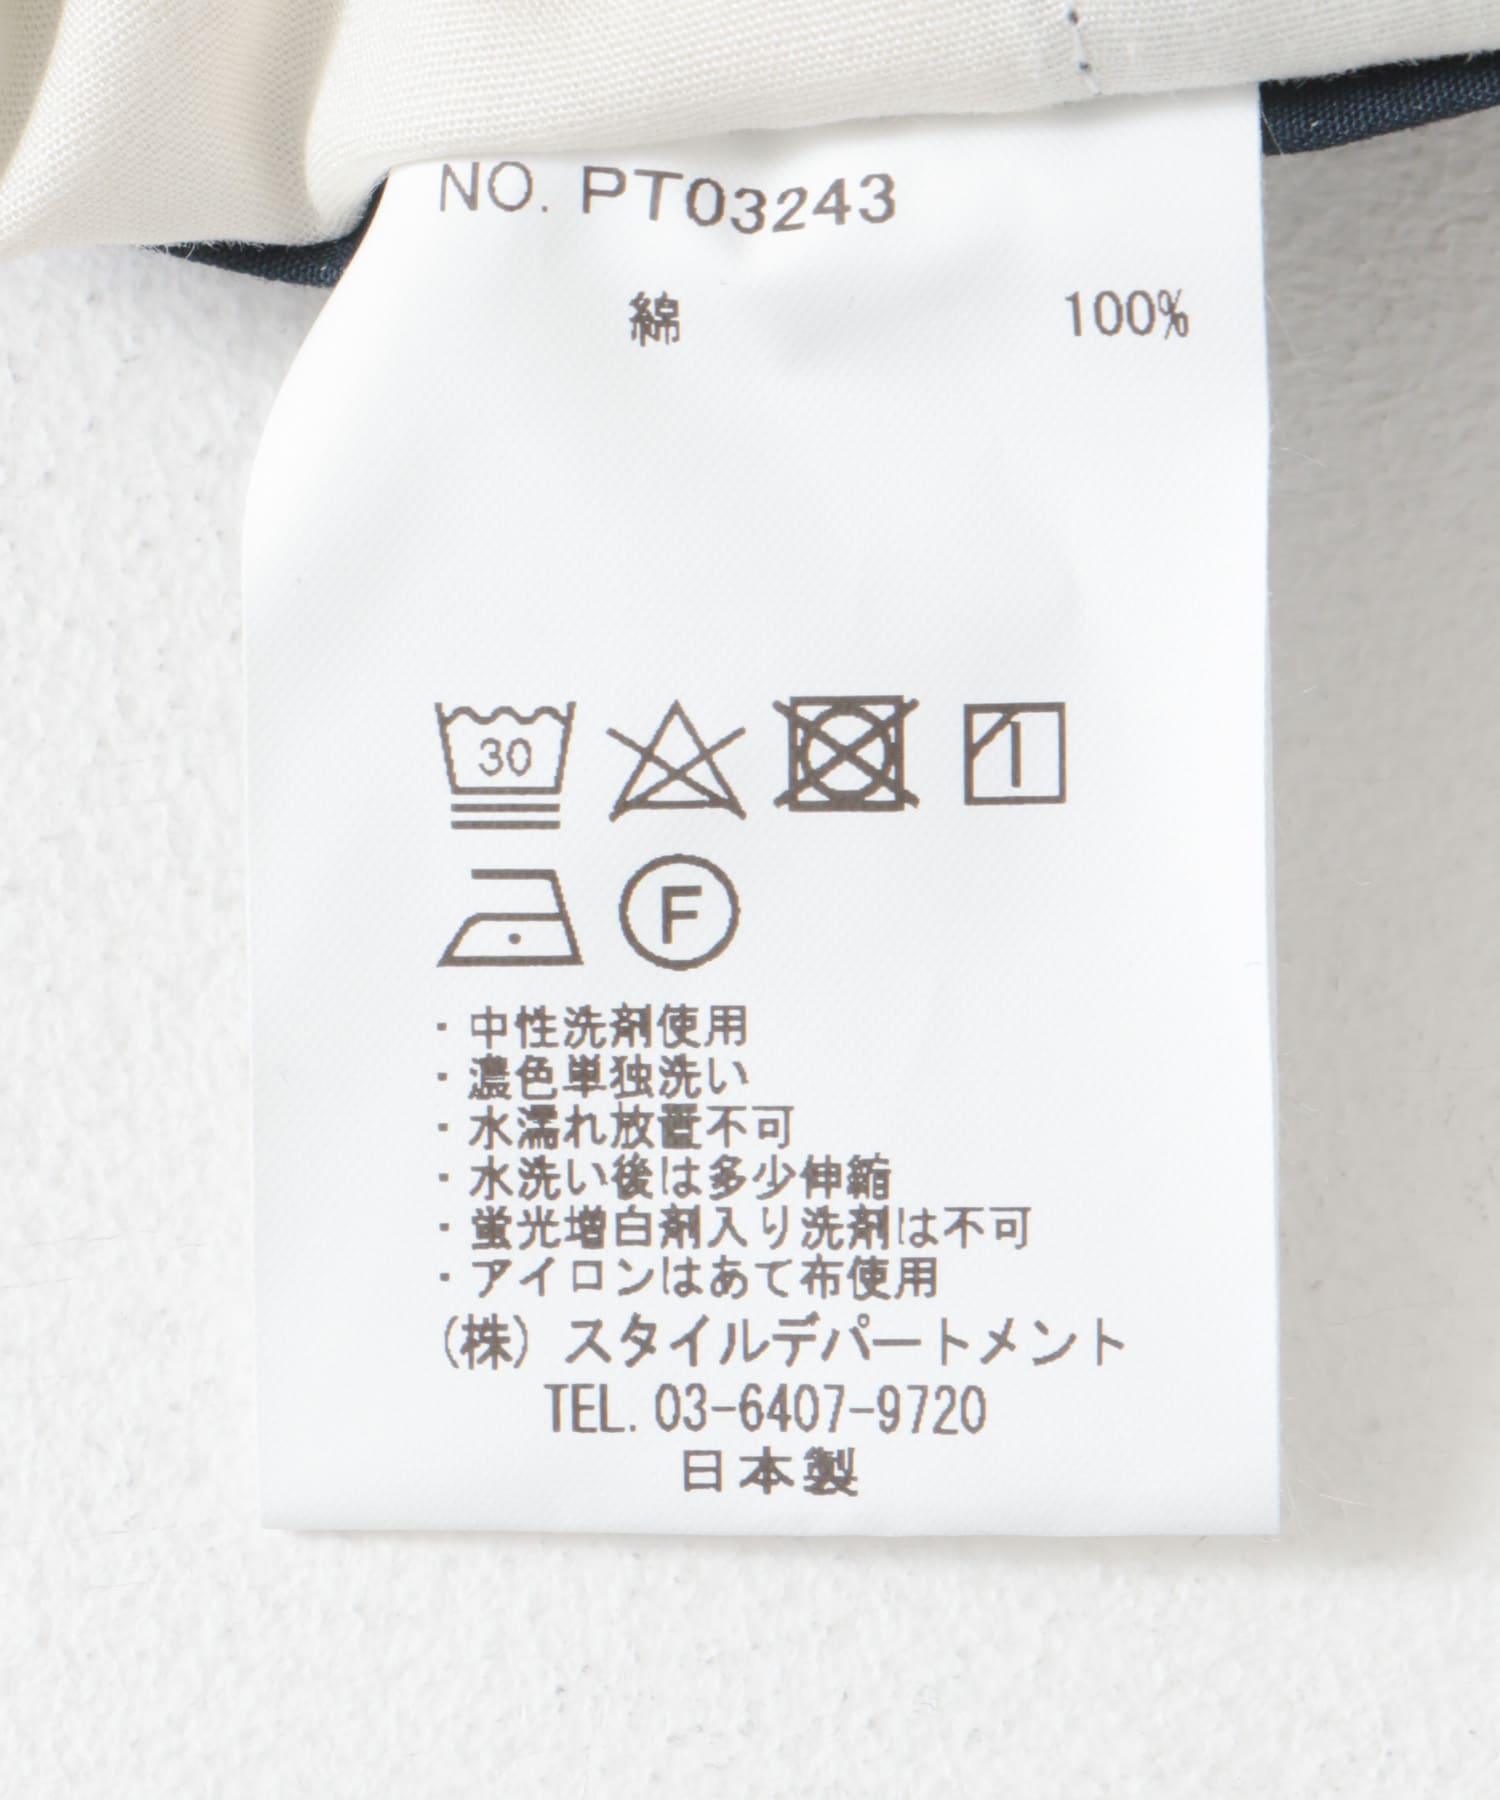 NO. PT03243
綿 100%
30
F
・中性洗剤使用
・濃色単独洗い
・水濡れ放置不可
・水洗い後は多少伸縮
・蛍光増白剤入り洗剤は不可
・アイロンはあて布使用
(株) スタイルデパートメント
TEL. 03-6407-9720
日本製